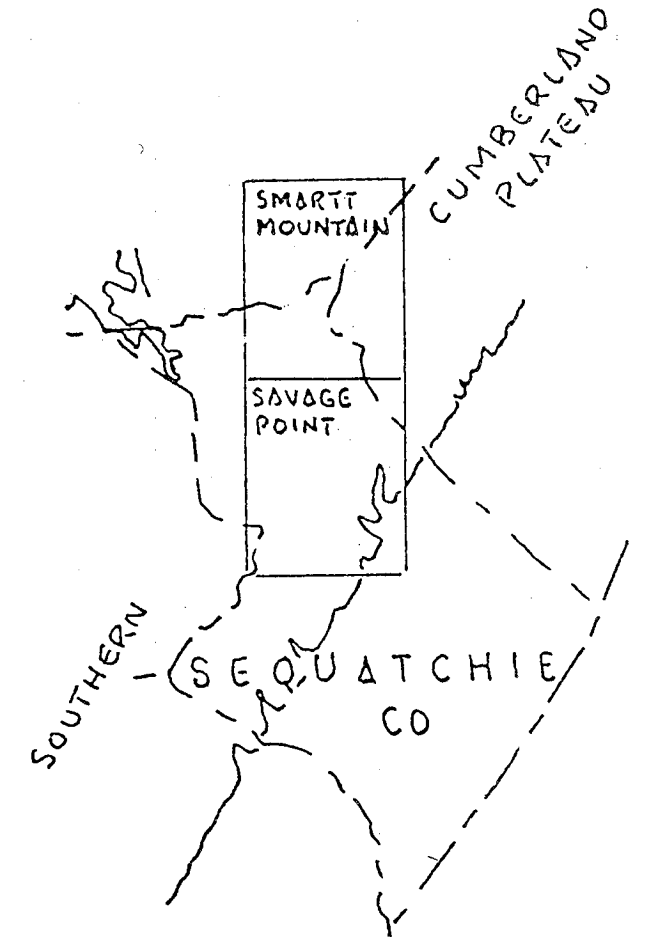 CUMBERLAND
PLATEAU
SMARTT
MOUNTAIN
SAVAGE
POINT
SOUTHERN
SEQUATCHIE
CO